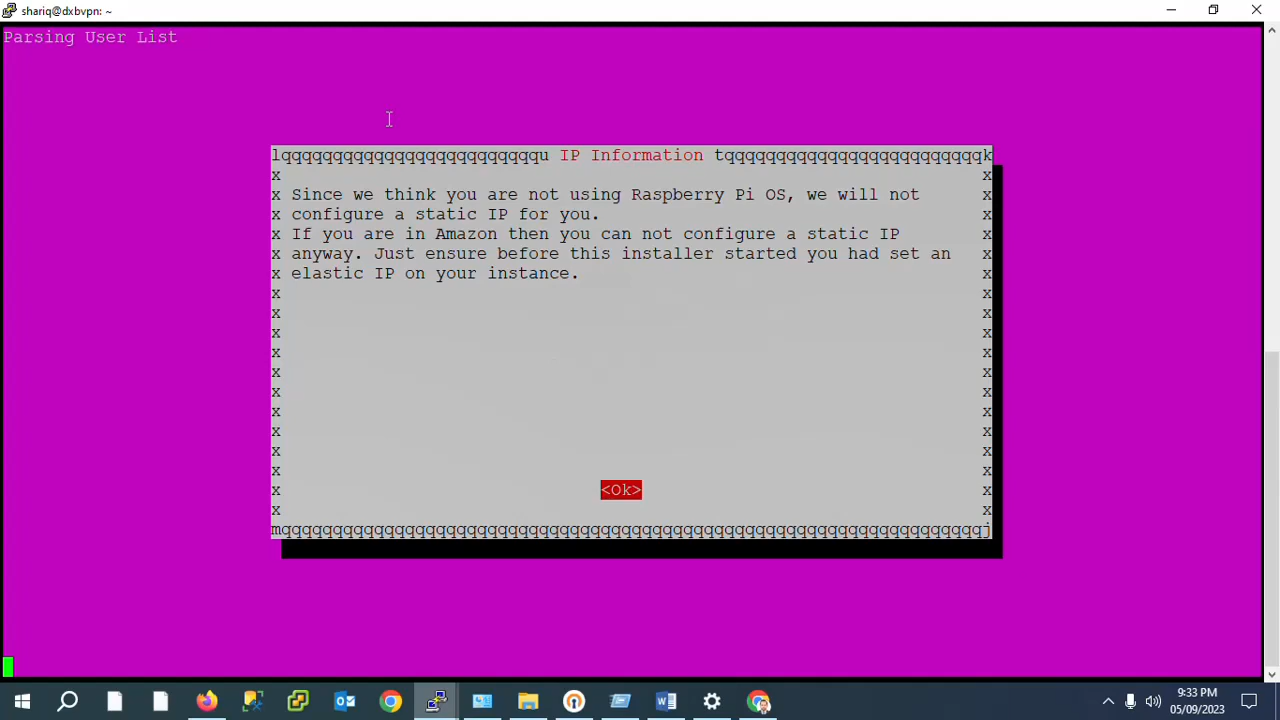 shariq@dxbvpn: ~
Parsing User List
lqqqqqqqqqqqqqqqqqqqqqqqqqu IP Information tqqqqqqqqqqqqqqqqqqqqqqqqqk
x x
x Since we think you are not using Raspberry Pi OS, we will not x
x configure a static IP for you. x
x If you are in Amazon then you can not configure a static IP x
x anyway. Just ensure before this installer started you had set an x
x elastic IP on your instance. x
x x
x x
x x
x x
x x
x x
x x
x x
x x
x x
x <Ok> x
x x
mqqqqqqqqqqqqqqqqqqqqqqqqqqqqqqqqqqqqqqqqqqqqqqqqqqqqqqqqqqqqqqqqqqqqj
9:33 PM
05/09/2023